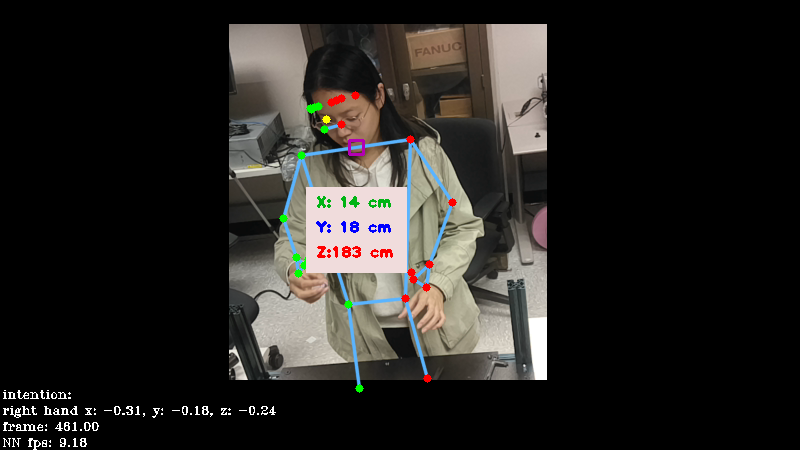 FANUC
X: 14 cm
Y: 18 cm
Z:183 cm
intention:
right hand x: -0.31, y: -0.18, z: -0.24
frame: 461.00
NN fps: 9.18